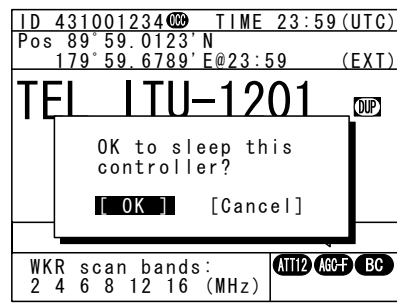 ID 431001234 OCC TIME 23:59(UTC)
Pos 89°59.0123'N
179°59.6789'E@23:59 (EXT)
TEL ITU-1201 DUP
OK to sleep this
controller?
[ OK ] [Cancel]
WKR scan bands: ATT12 AGC-F BC
2 4 6 8 12 16 (MHz)